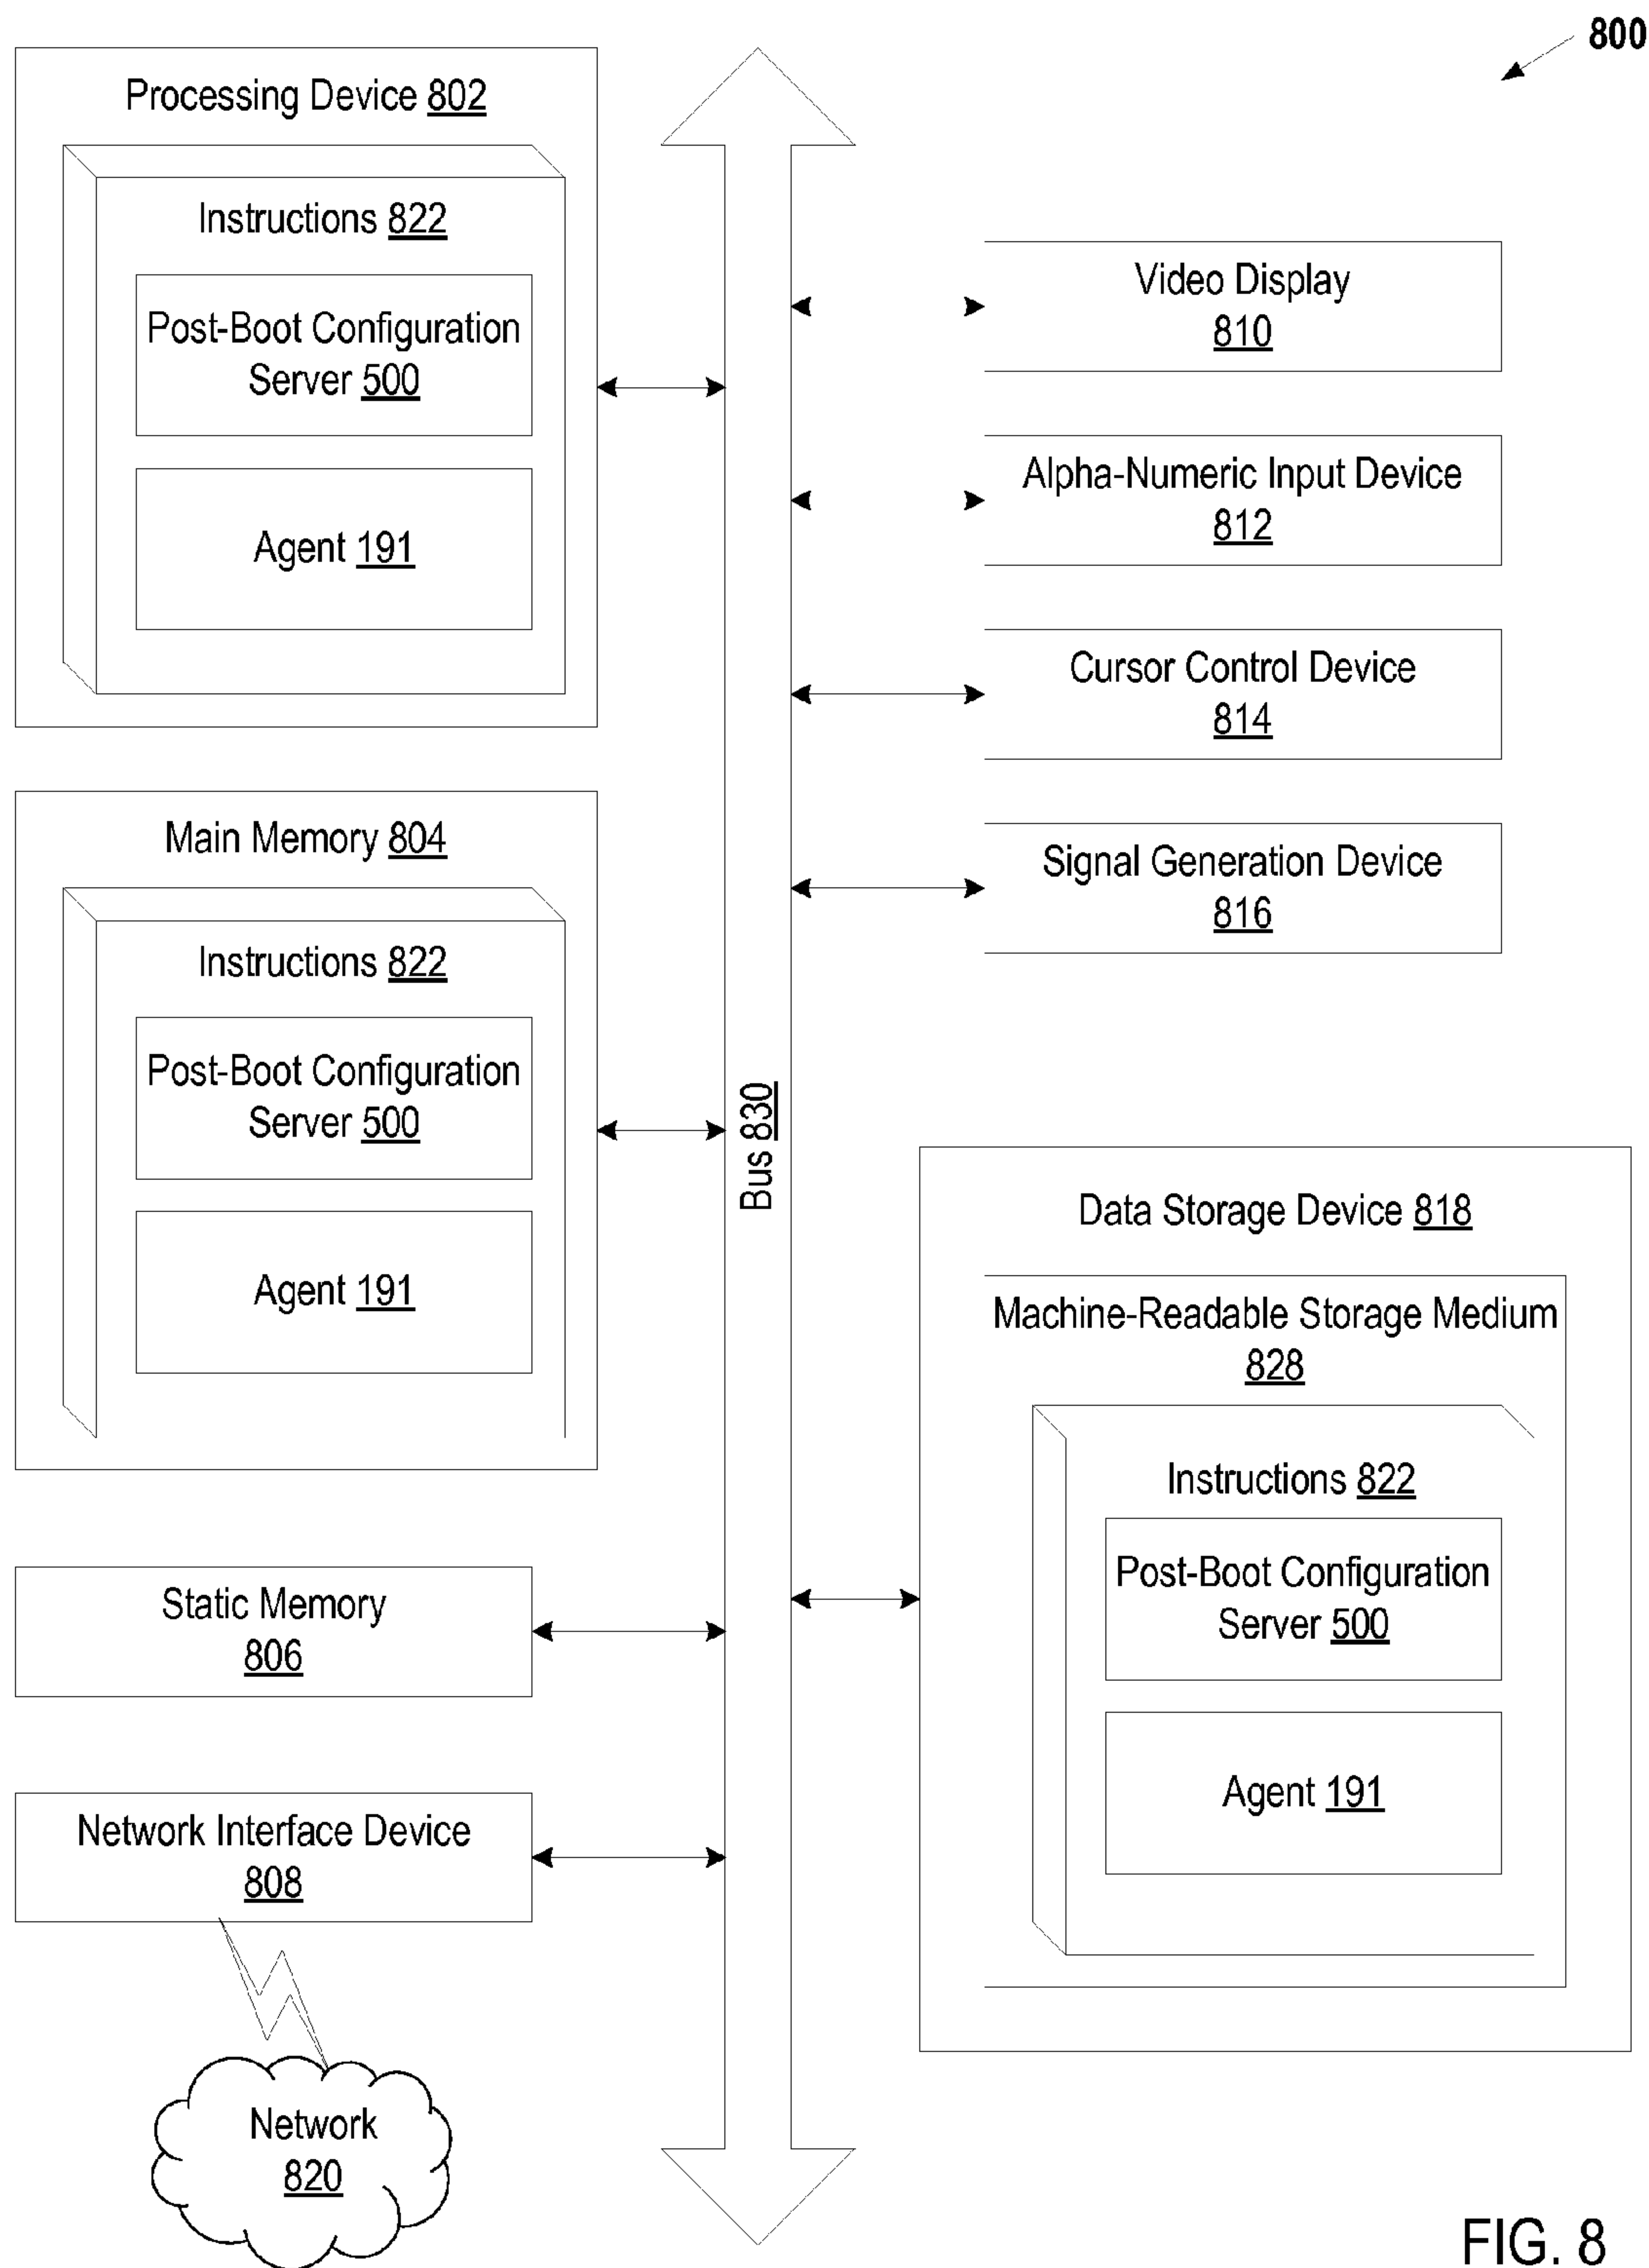 800
Processing Device 802
Instructions 822
Post-Boot Configuration
Server 500
Agent 191
Main Memory 804
Instructions 822
Post-Boot Configuration
Server 500
Agent 191
Static Memory
806
Network Interface Device
808
Network
820
Bus 830
Video Display
810
Alpha-Numeric Input Device
812
Cursor Control Device
814
Signal Generation Device
816
Data Storage Device 818
Machine-Readable Storage Medium
828
Instructions 822
Post-Boot Configuration
Server 500
Agent 191
FIG. 8